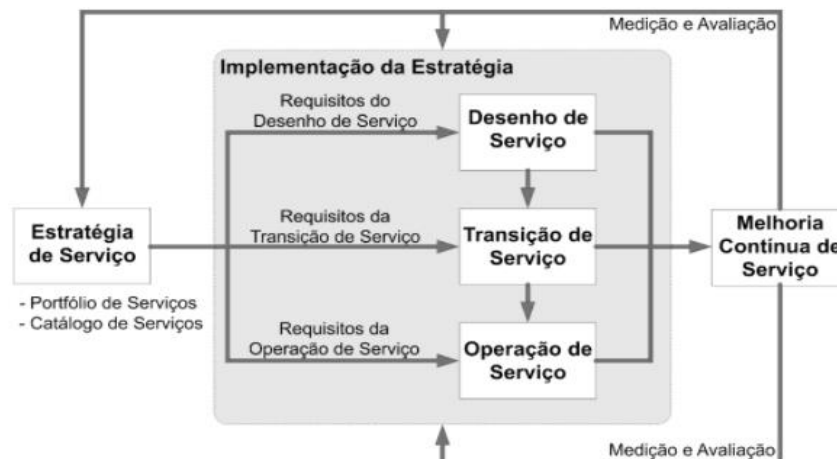 Medição e Avaliação
Implementação da Estratégia
Requisitos do
Desenho de Serviço
Desenho de
Serviço
Estratégia
de Serviço
- Portfólio de Serviços
- Catálogo de Serviços
Requisitos da
Transição de Serviço
Transição de
Serviço
Melhoria
Contínua de
Serviço
Requisitos da
Operação de Serviço
Operação de
Serviço
Medição e Avaliação